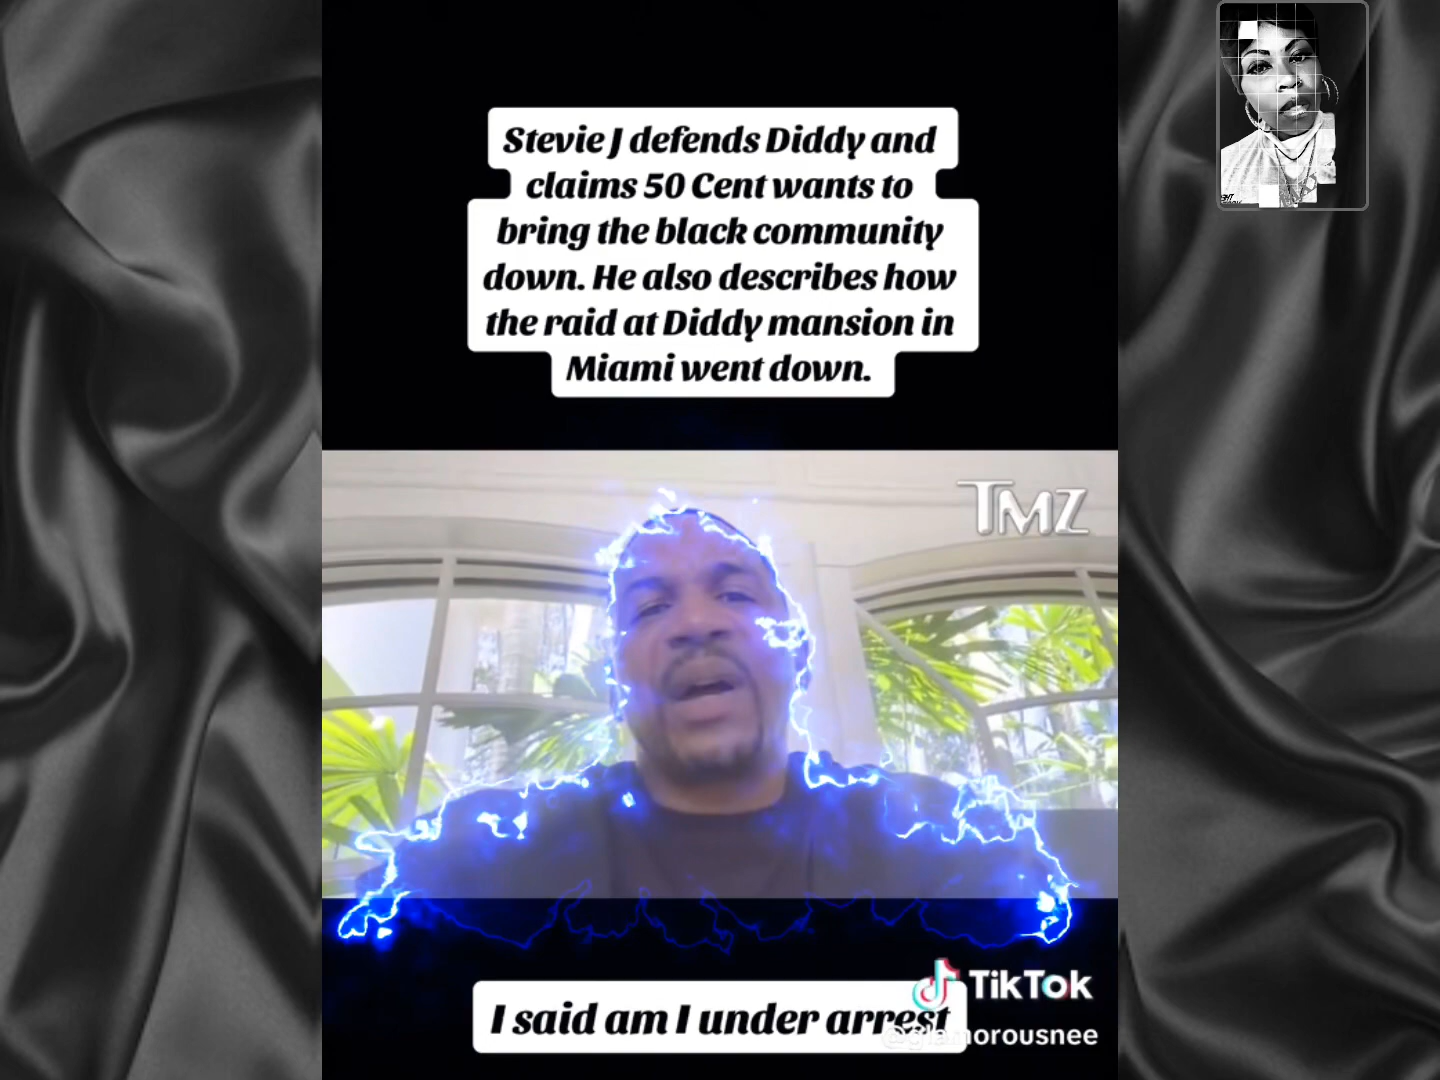 Stevie J defends Diddy and
claims 50 Cent wants to
bring the black community
down. He also describes how
the raid at Diddy mansion in
Miami went down.
TMZ
I said am I under arrest
TikTok
@glamorousnee